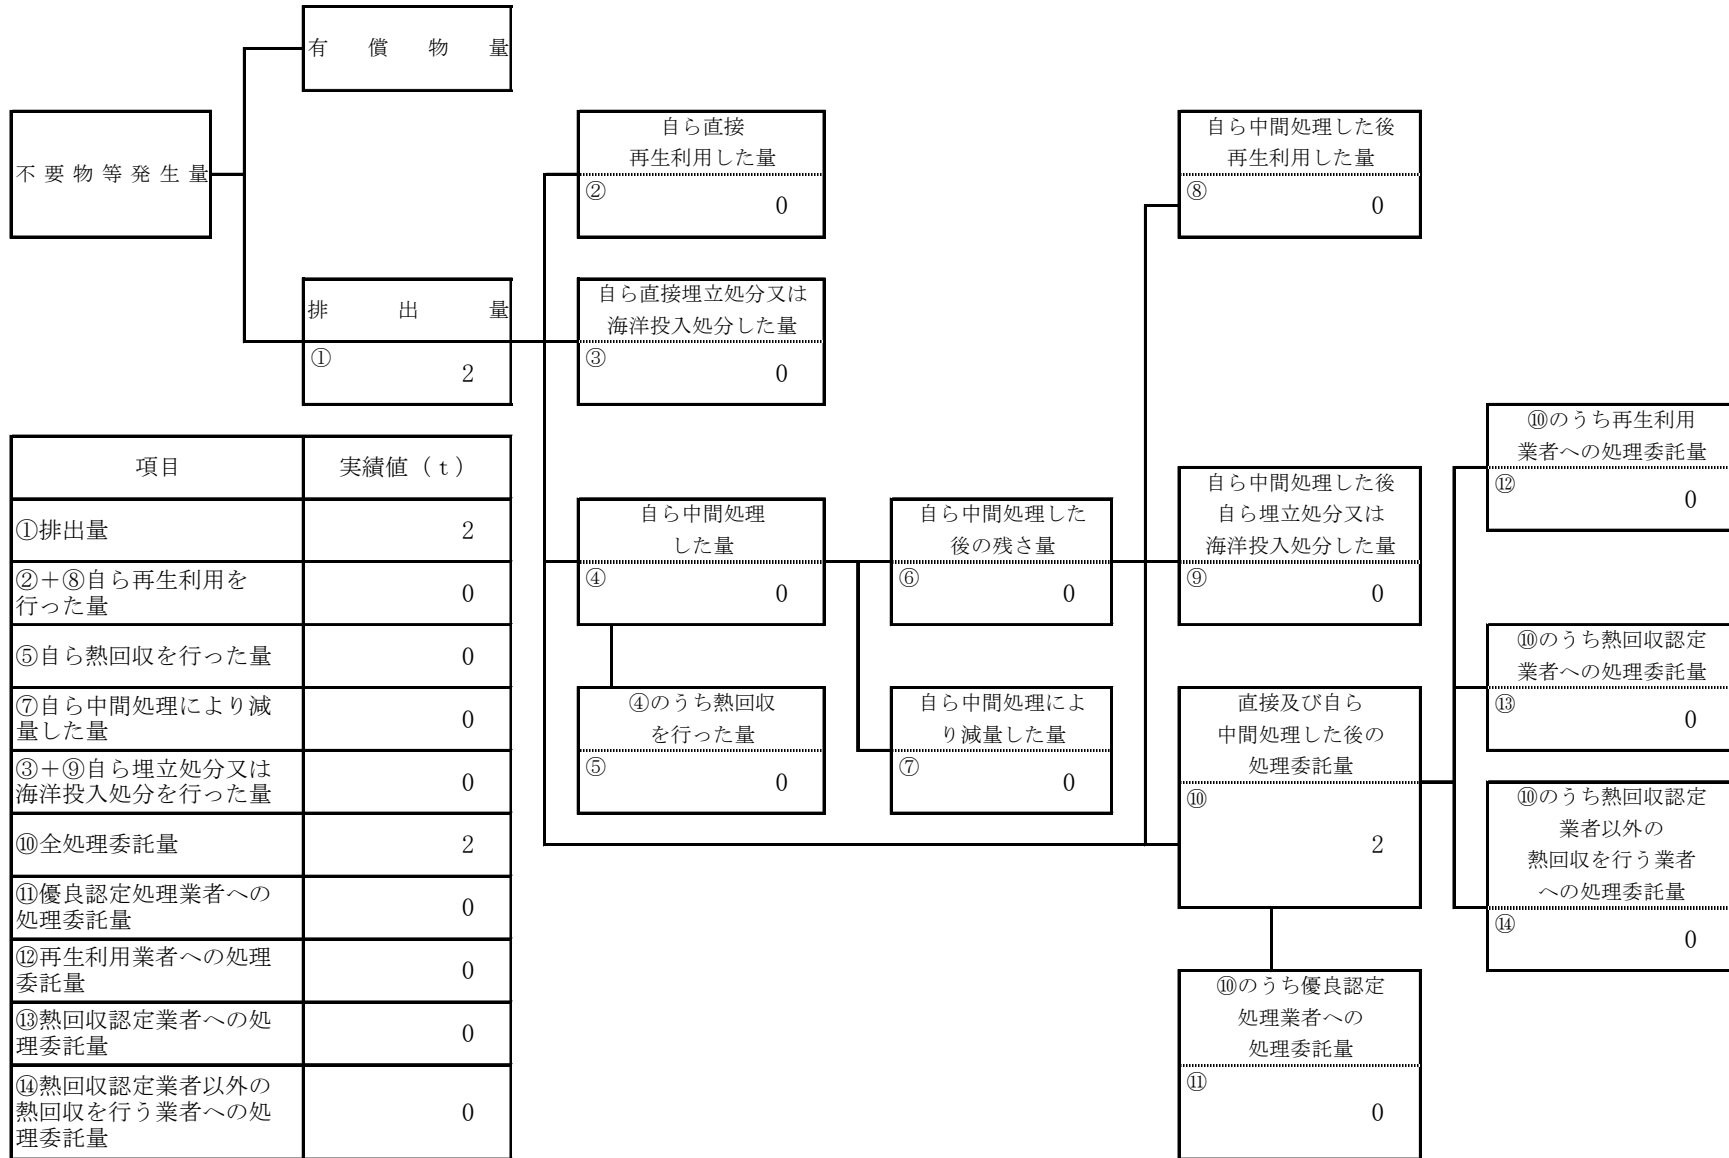 有償物量
不要物等発生量
排出量
①
2
自ら直接
再生利用した量
②
0
自ら直接埋立処分又は
海洋投入処分した量
③
0
自ら中間処理
した量
④
0
④のうち熱回収
を行った量
⑤
0
自ら中間処理した
後の残さ量
⑥
0
自ら中間処理によ
り減量した量
⑦
0
自ら中間処理した後
再生利用した量
⑧
0
自ら中間処理した後
自ら埋立処分又は
海洋投入処分した量
⑨
0
直接及び自ら
中間処理した後の
処理委託量
⑩
2
⑩のうち優良認定
処理業者への
処理委託量
⑪
0
⑩のうち再生利用
業者への処理委託量
⑫
0
⑩のうち熱回収認定
業者への処理委託量
⑬
0
⑩のうち熱回収認定
業者以外の
熱回収を行う業者
への処理委託量
⑭
0
項目 実績値（ｔ）
①排出量 2
②＋⑧自ら再生利用を
行った量 0
⑤自ら熱回収を行った量 0
⑦自ら中間処理により減
量した量 0
③＋⑨自ら埋立処分又は
海洋投入処分を行った量 0
⑩全処理委託量 2
⑪優良認定処理業者への
処理委託量 0
⑫再生利用業者への処理
委託量 0
⑬熱回収認定業者への処
理委託量 0
⑭熱回収認定業者以外の
熱回収を行う業者への処
理委託量 0